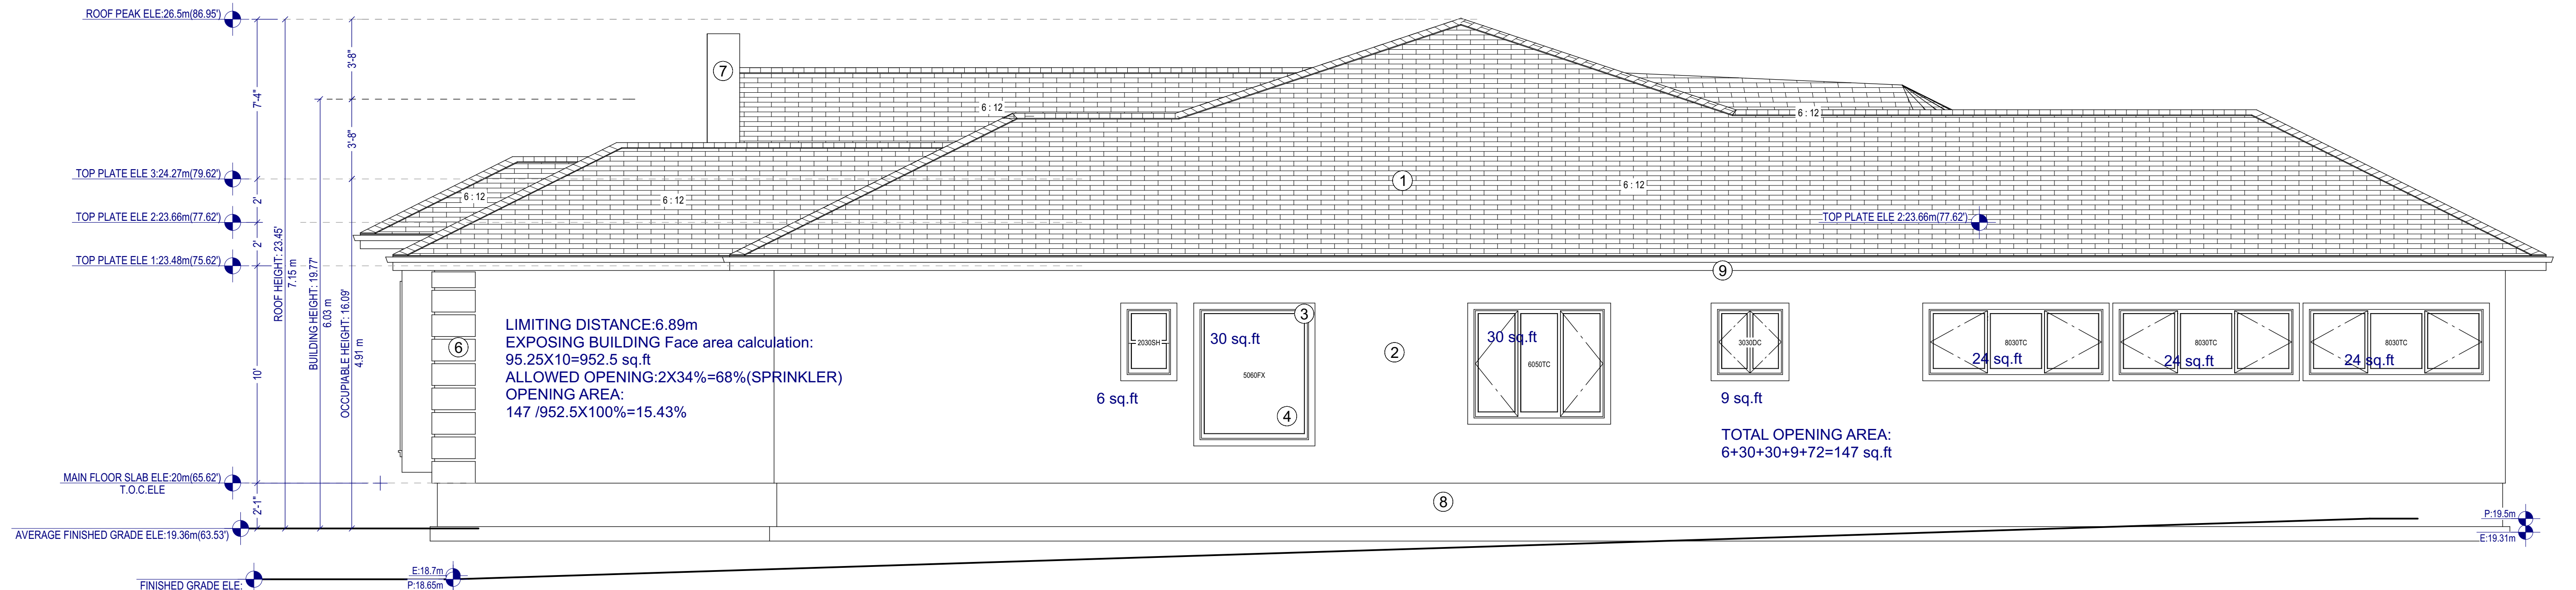 ROOF PEAK ELE:26.5m(86.95')
3'-8"
7'-4"
7
6 : 12
6 : 12
3'-8"
TOP PLATE ELE 3:24.27m(79.62')
1
6 : 12
6 : 12
6 : 12
2'
TOP PLATE ELE 2:23.66m(77.62')
TOP PLATE ELE 2:23.66m(77.62')
2'
TOP PLATE ELE 1:23.48m(75.62')
9
ROOF HEIGHT: 23.45'
7.15 m
BUILDING HEIGHT: 19.77'
6.03 m
OCCUPIABLE HEIGHT: 16.09'
4.91 m
10'
6
LIMITING DISTANCE:6.89m
EXPOSING BUILDING Face area calculation:
95.25X10=952.5 sq.ft
ALLOWED OPENING:2X34%=68%(SPRINKLER)
OPENING AREA:
147 /952.5X100%=15.43%
2030SH
6 sq.ft
3
30 sq.ft
5060FX
4
2
30 sq.ft
6050TC
3030DC
9 sq.ft
8030TC
24 sq.ft
8030TC
24 sq.ft
8030TC
24 sq.ft
TOTAL OPENING AREA:
6+30+30+9+72=147 sq.ft
MAIN FLOOR SLAB ELE:20m(65.62')
T.O.C.ELE
2'-1"
8
P:19.5m
E:19.31m
AVERAGE FINISHED GRADE ELE:19.36m(63.53')
E:18.7m
P:18.65m
FINISHED GRADE ELE: